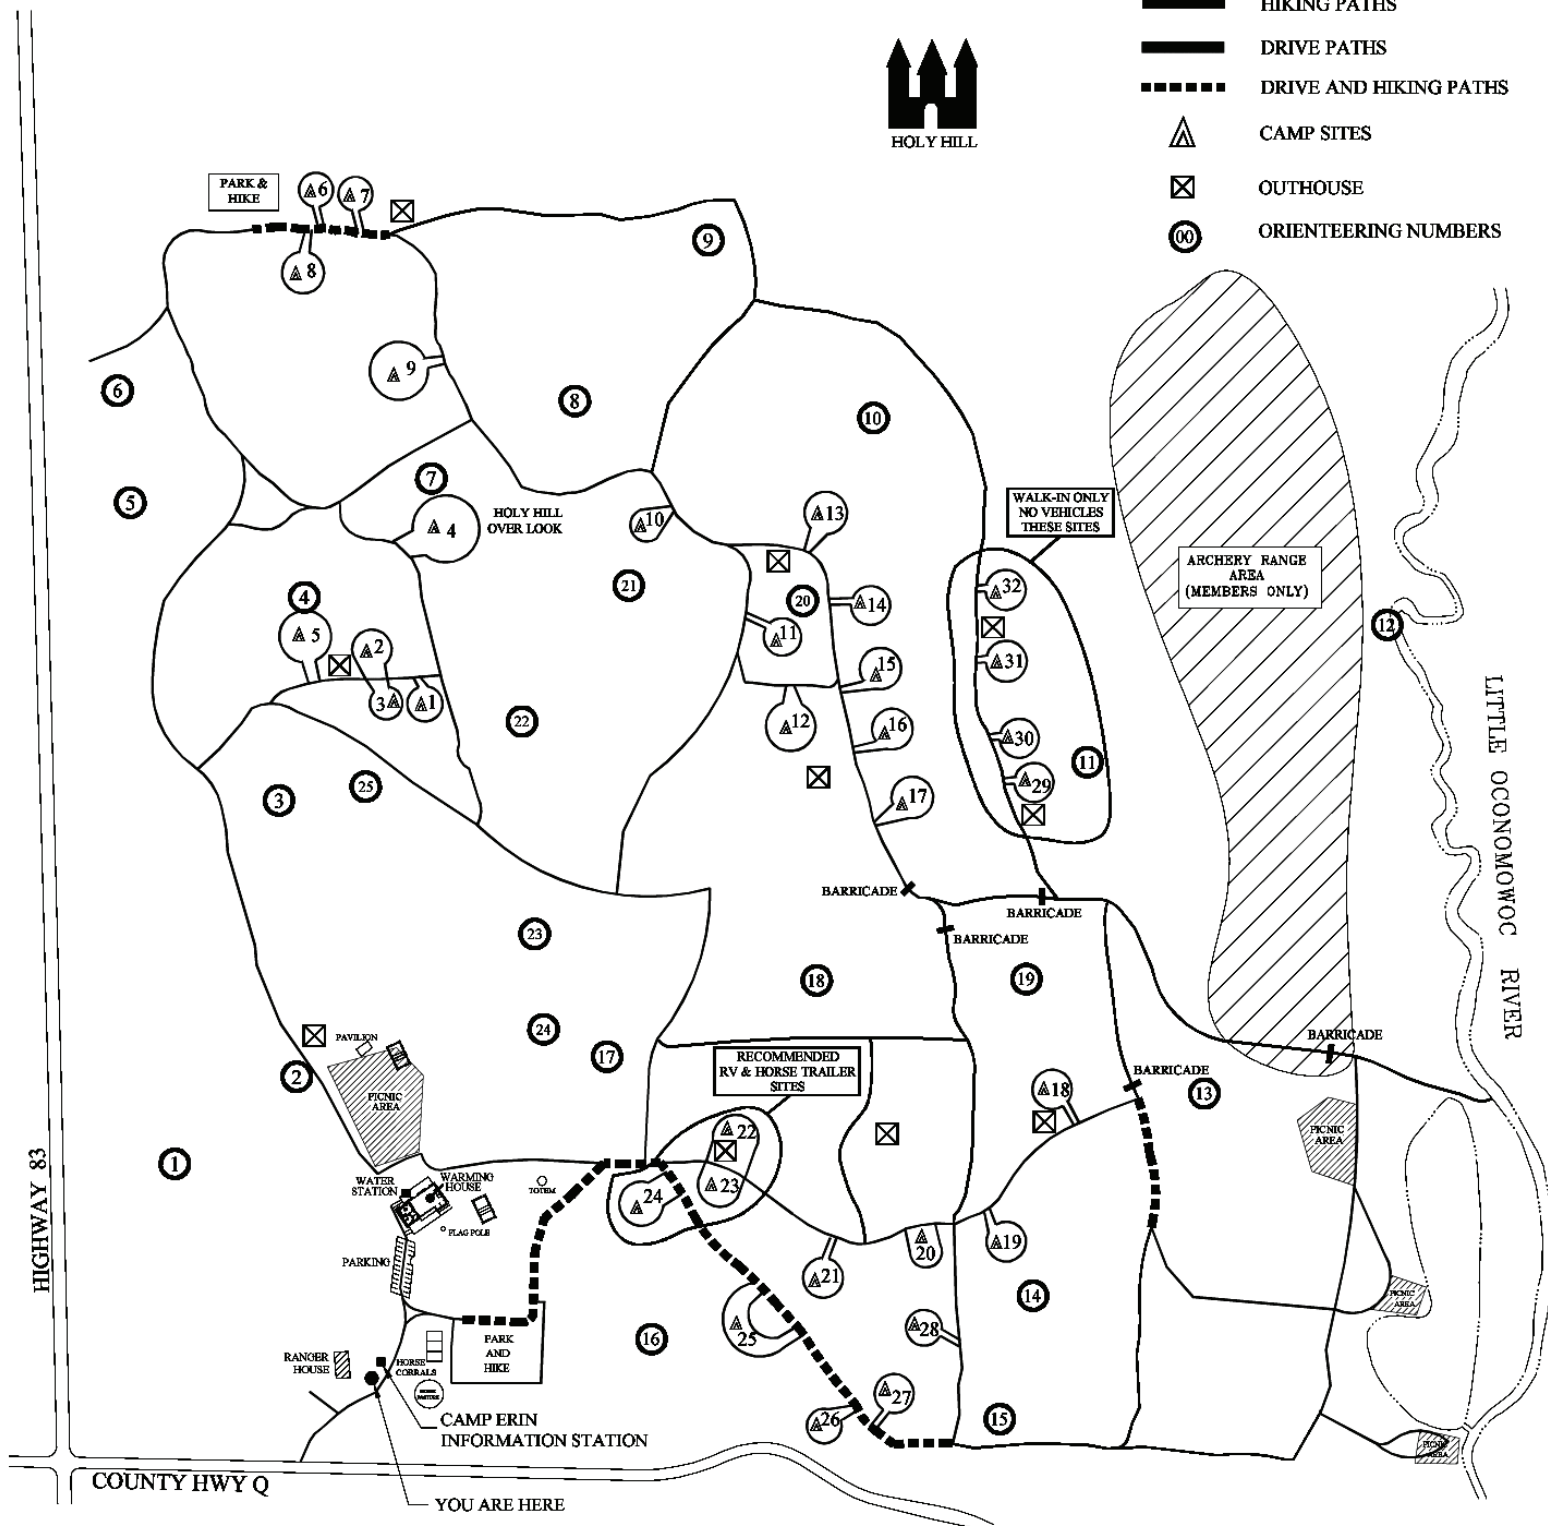 HIKING PATHS
DRIVE PATHS
DRIVE AND HIKING PATHS
CAMP SITES
OUTHOUSE
00
ORIENTEERING NUMBERS
HOLY HILL
PARK &
HIKE
6
7
8
9
9
6
8
10
5
7
4
HOLY HILL
OVER LOOK
10
13
WALK-IN ONLY
NO VEHICLES
THESE SITES
ARCHERY RANGE
AREA
(MEMBERS ONLY)
4
5
2
3
1
21
20
11
14
32
31
12
15
12
16
30
29
11
17
22
3
25
LITTLE OCONOMOWOC RIVER
BARRICADE
BARRICADE
BARRICADE
23
18
19
24
17
2
PAVILION
PICNIC
AREA
RECOMMENDED
RV & HORSE TRAILER
SITES
BARRICADE
BARRICADE
18
13
PICNIC
AREA
1
HIGHWAY 83
WATER
STATION
WARMING
HOUSE
TOTEM
FLAG POLE
22
23
24
PARKING
21
20
19
14
PICNIC
AREA
25
28
16
PARK
AND
HIKE
RANGER
HOUSE
HORSE
CORRALS
26
27
15
PICNIC
AREA
CAMP ERIN
INFORMATION STATION
COUNTY HWY Q
YOU ARE HERE